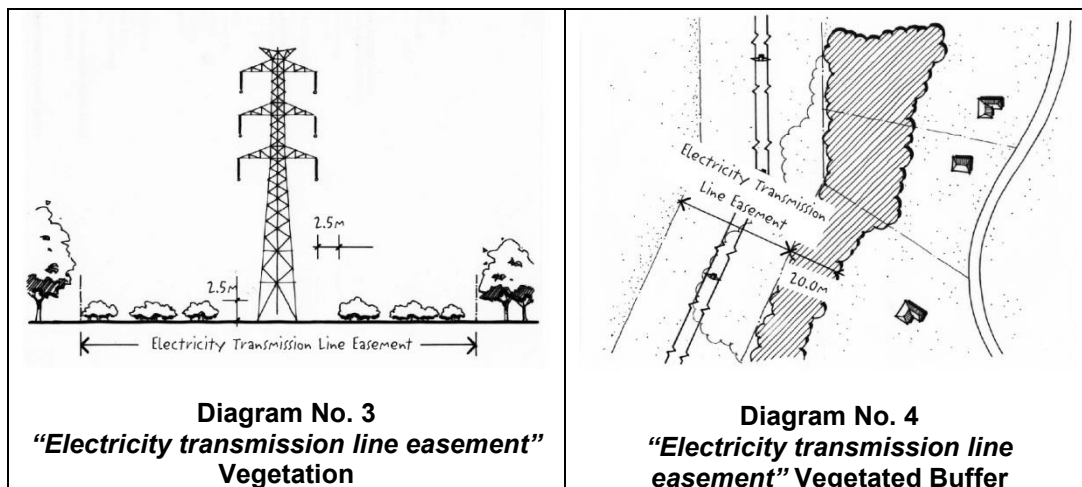 2.5M
2.5M
Electricity Transmission Line Easement
Diagram No. 3
“Electricity transmission line easement”
Vegetation
Electricity Transmission
Line Easement
20.0M
Diagram No. 4
“Electricity transmission line
easement” Vegetated Buffer